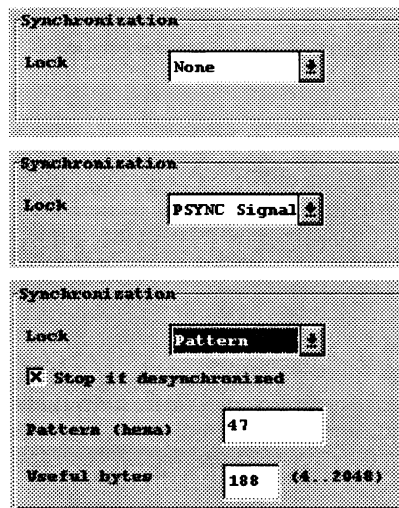 Synchronization
Lock None
Synchronization
Lock PSYNC Signal
Synchronization
Lock Pattern
Stop if desynchronized
Pattern (hexa) 47
Useful bytes 188 (4..2048)